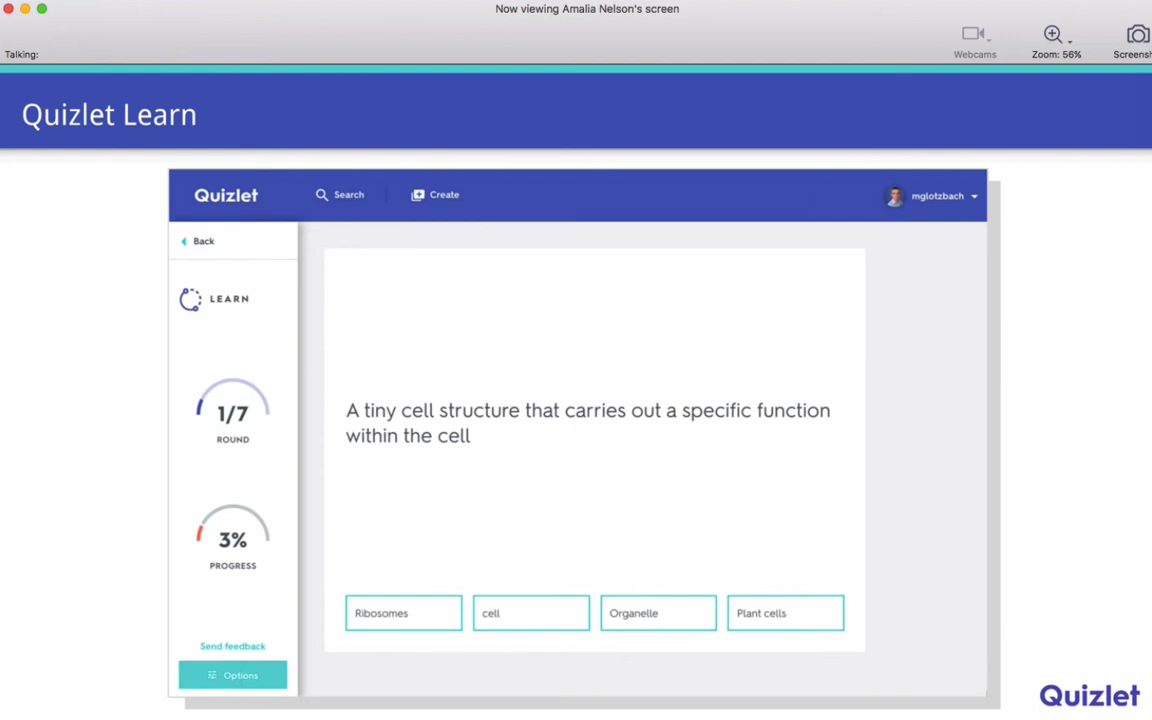 Now viewing Amalia Nelson's screen
Talking:
Webcams
Zoom: 56%
Quizlet Learn
Quizlet
Search
Create
mglotzbach
Back
LEARN
1/7
ROUND
3%
PROGRESS
Send feedback
Options
A tiny cell structure that carries out a specific function
within the cell
Ribosomes
cell
Organelle
Plant cells
Quizlet